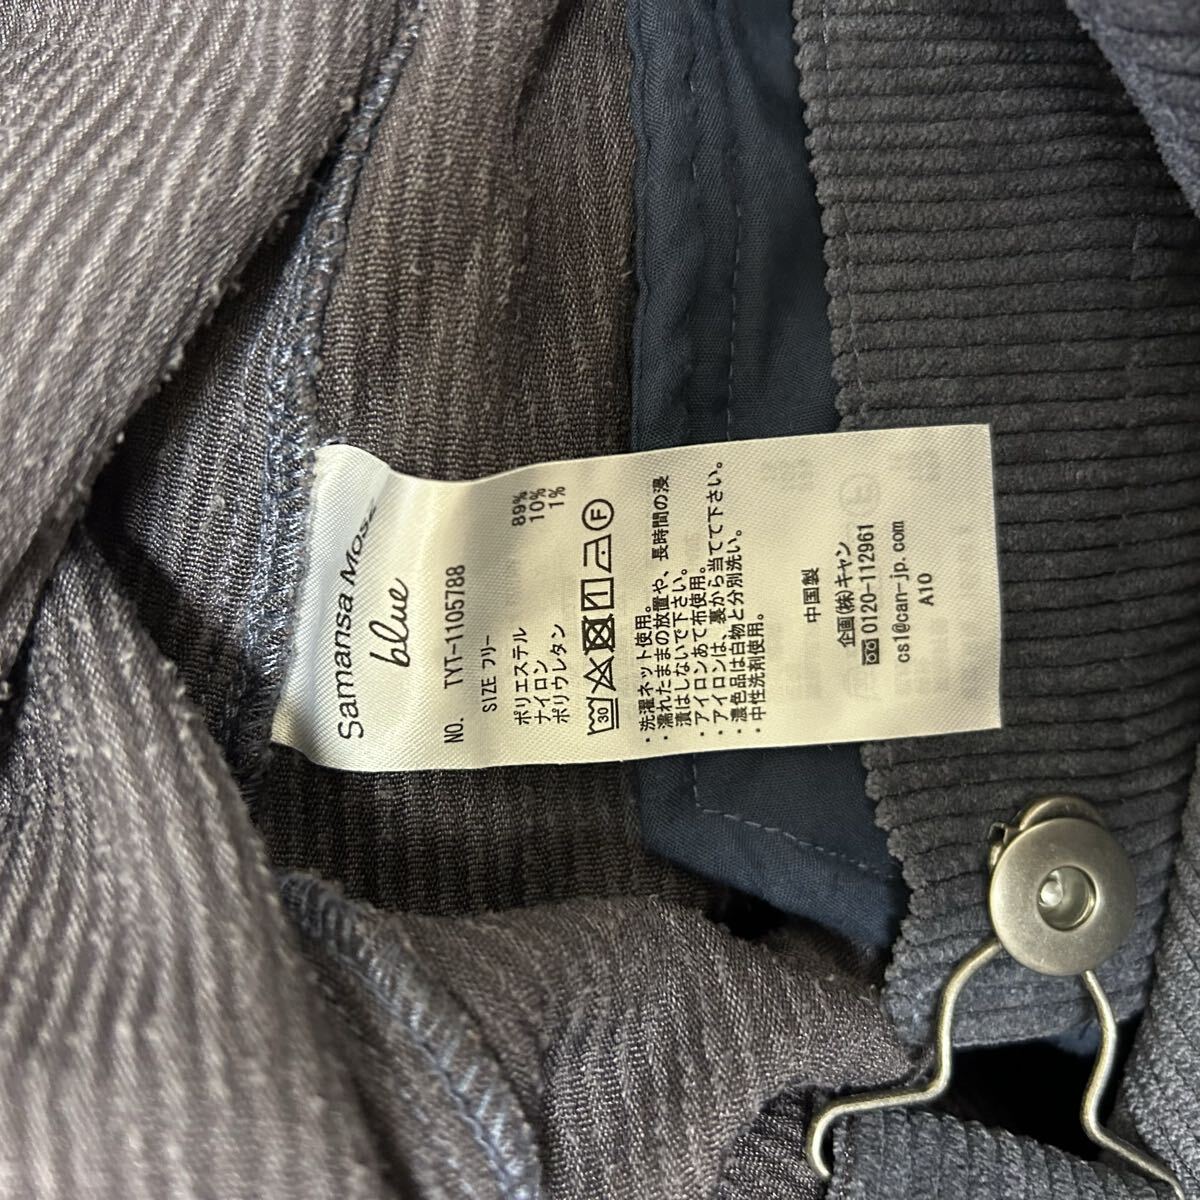 Samansa Mos2
blue
NO. TYT-1105788
SIZE フリー
ポリエステル 89%
ナイロン 10%
ポリウレタン 1%
30 F
・洗濯ネット使用。
・濡れたままの放置や、長時間の浸
漬はしないで下さい。
・アイロンあて布使用。
・アイロンは、裏から当てて下さい。
・濃色品は白物と分別洗い。
・中性洗剤使用。
中国製
企画(株)キャン
0120-112961
cs1@can-jp.com
A10